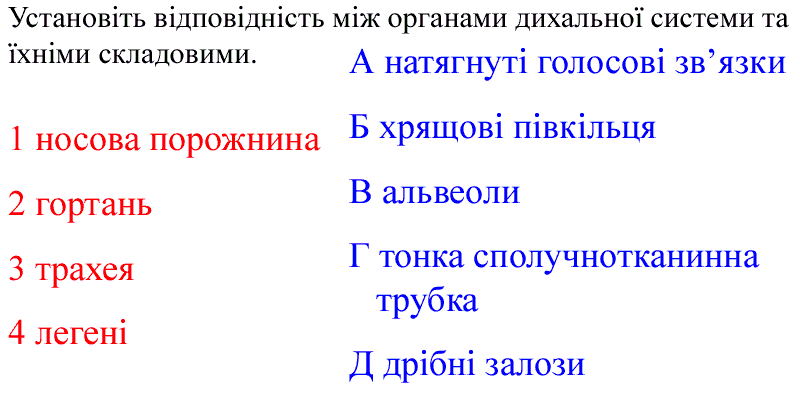 Установіть відповідність між органами дихальної системи та
їхніми складовими.
1 носова порожнина
2 гортань
3 трахея
4 легені
А натягнуті голосові зв’язки
Б хрящові півкільця
В альвеоли
Г тонка сполучнотканинна
трубка
Д дрібні залози